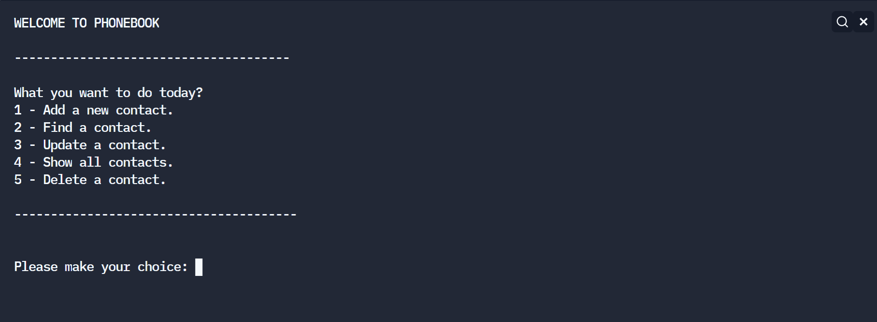 WELCOME TO PHONEBOOK
--------------------------------------
What you want to do today?
1 - Add a new contact.
2 - Find a contact.
3 - Update a contact.
4 - Show all contacts.
5 - Delete a contact.
---------------------------------------
Please make your choice: